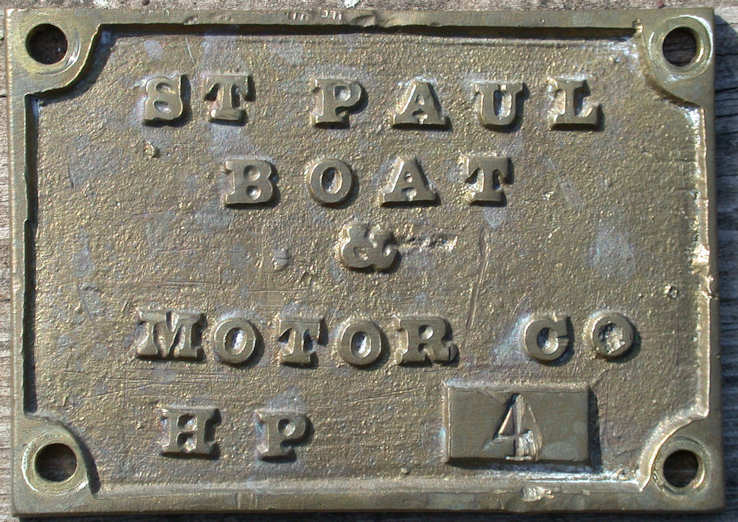 ST PAUL
BOAT
&
MOTOR CO
HP 4